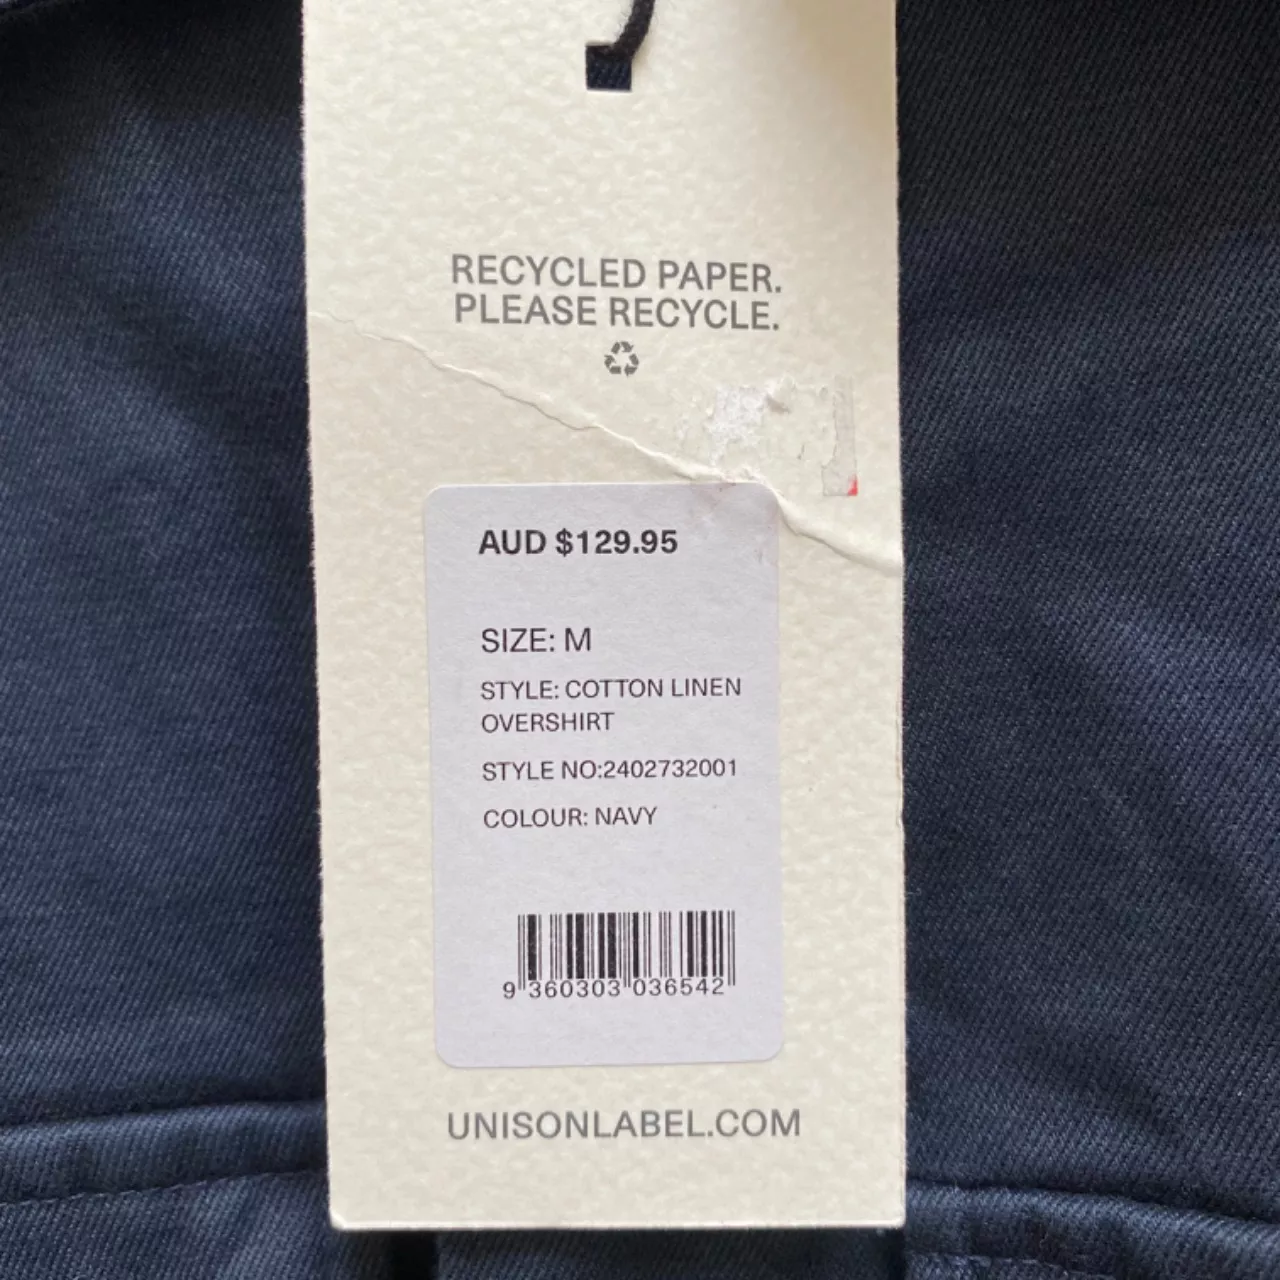 RECYCLED PAPER.
PLEASE RECYCLE.
AUD $129.95
SIZE: M
STYLE: COTTON LINEN
OVERSHIRT
STYLE NO:2402732001
COLOUR: NAVY
9 360303 036542
UNISONLABEL.COM